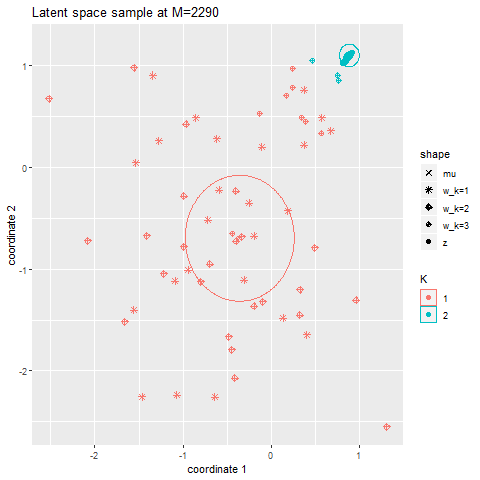 Latent space sample at M=2290
coordinate 2
1
0
-1
-2
-2
-1
0
1
coordinate 1
shape
mu
w_k=1
w_k=2
w_k=3
z
K
1
2